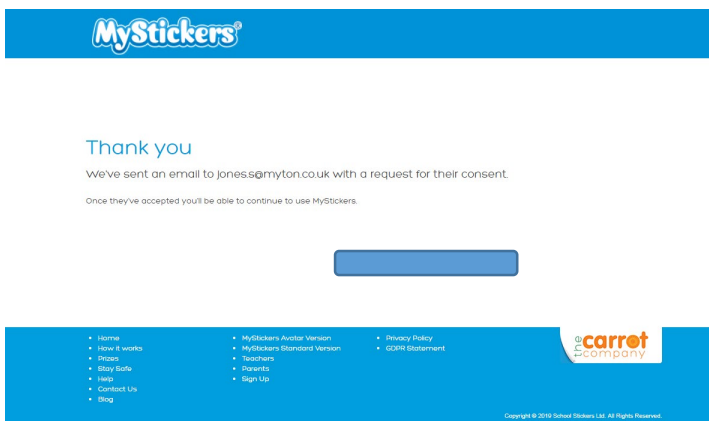 MyStickers®
Thank you
We've sent an email to jones.s@myton.co.uk with a request for their consent.
Once they've accepted you'll be able to continue to use MyStickers.
Home
How it works
Prizes
Stay Safe
Help
Contact Us
Blog
MyStickers Avatar Version
MyStickers Standard Version
Teachers
Parents
Sign Up
Privacy Policy
GDPR Statement
the carrot
company
Copyright © 2019 School Stickers Ltd. All Rights Reserved.